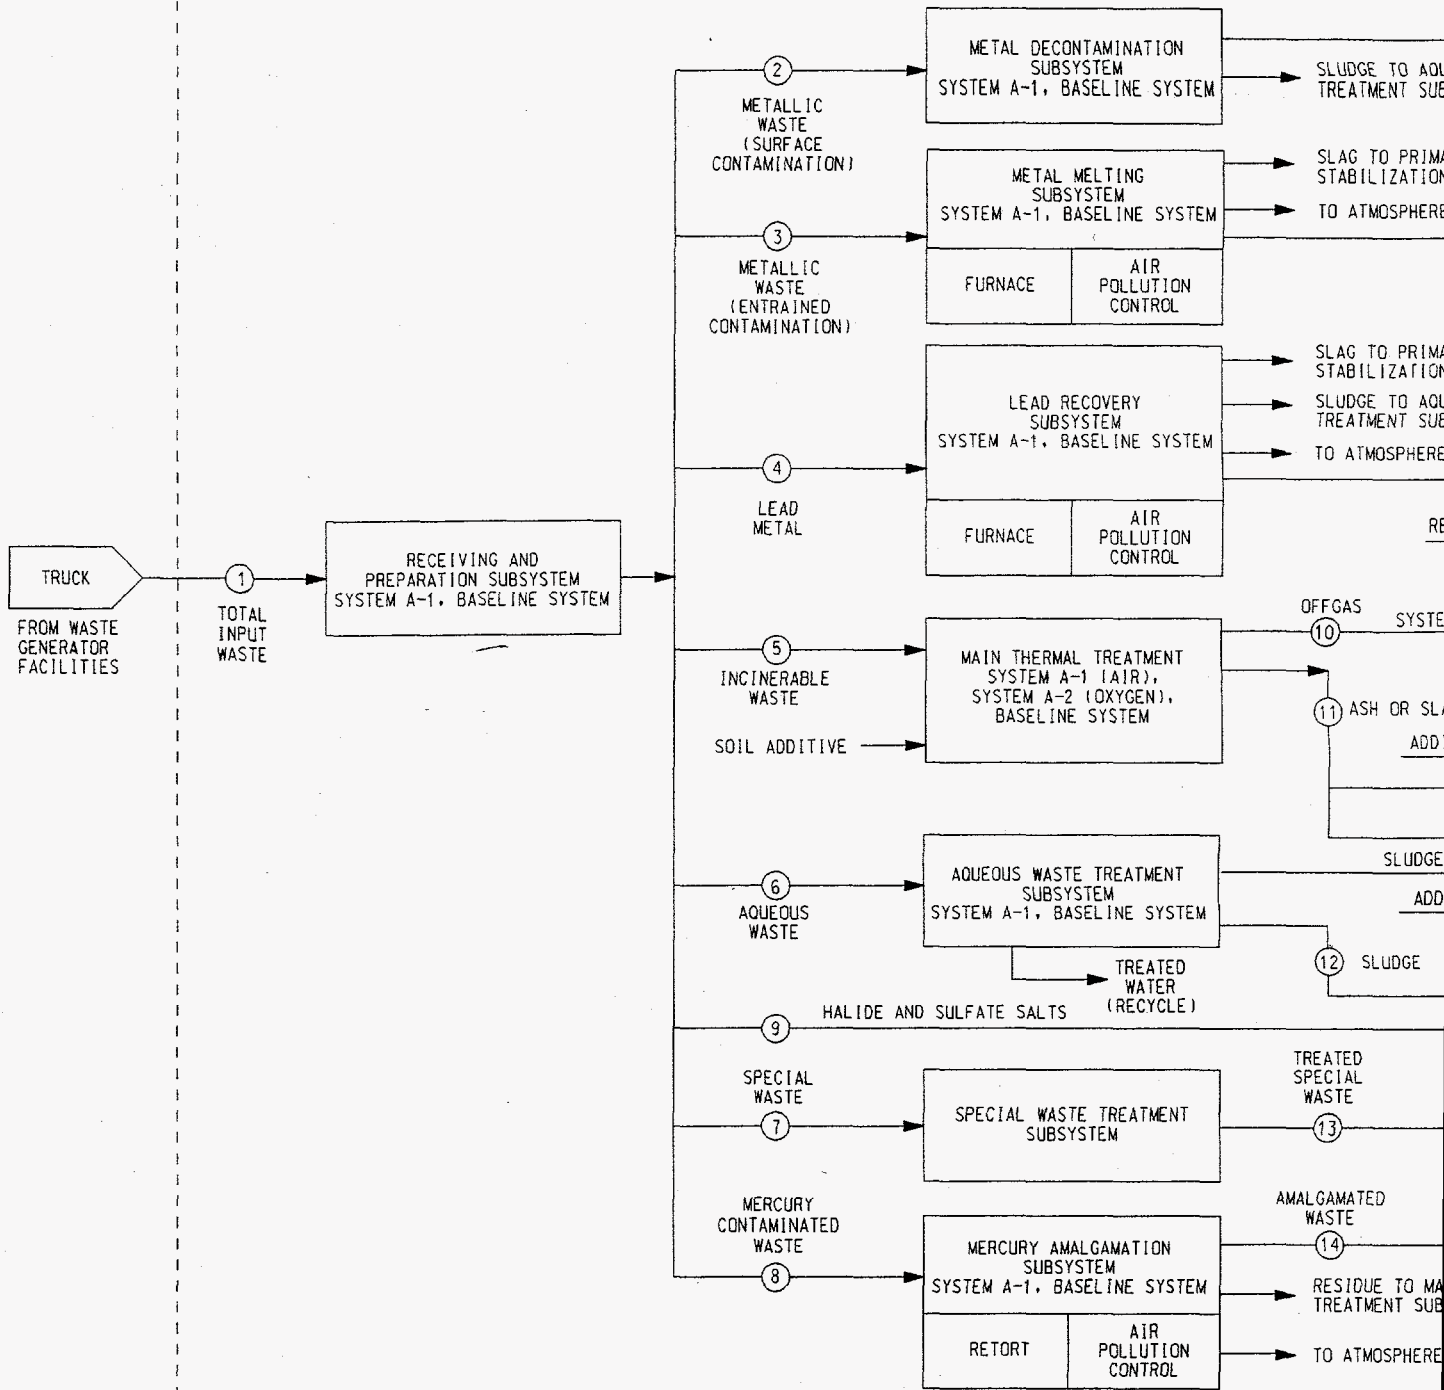 TRUCK
FROM WASTE
GENERATOR
FACILITIES
1
TOTAL
INPUT
WASTE
RECEIVING AND
PREPARATION SUBSYSTEM
SYSTEM A-1, BASELINE SYSTEM
2
METALLIC
WASTE
(SURFACE
CONTAMINATION)
METAL DECONTAMINATION
SUBSYSTEM
SYSTEM A-1, BASELINE SYSTEM
SLUDGE TO AQU
TREATMENT SUB
3
METALLIC
WASTE
(ENTRAINED
CONTAMINATION)
METAL MELTING
SUBSYSTEM
SYSTEM A-1, BASELINE SYSTEM
FURNACE
AIR
POLLUTION
CONTROL
SLAG TO PRIMA
STABILIZATION
TO ATMOSPHERE
4
LEAD
METAL
LEAD RECOVERY
SUBSYSTEM
SYSTEM A-1, BASELINE SYSTEM
FURNACE
AIR
POLLUTION
CONTROL
SLAG TO PRIMA
STABILIZATION
SLUDGE TO AQU
TREATMENT SUB
TO ATMOSPHERE
RE
5
INCINERABLE
WASTE
SOIL ADDITIVE
MAIN THERMAL TREATMENT
SYSTEM A-1 (AIR),
SYSTEM A-2 (OXYGEN),
BASELINE SYSTEM
OFFGAS
10
SYSTE
11
ASH OR SLA
ADDI
6
AQUEOUS
WASTE
AQUEOUS WASTE TREATMENT
SUBSYSTEM
SYSTEM A-1, BASELINE SYSTEM
SLUDGE
ADD
12
SLUDGE
TREATED
WATER
(RECYCLE)
9
HALIDE AND SULFATE SALTS
SPECIAL
WASTE
7
SPECIAL WASTE TREATMENT
SUBSYSTEM
TREATED
SPECIAL
WASTE
13
MERCURY
CONTAMINATED
WASTE
8
MERCURY AMALGAMATION
SUBSYSTEM
SYSTEM A-1, BASELINE SYSTEM
RETORT
AIR
POLLUTION
CONTROL
AMALGAMATED
WASTE
14
RESIDUE TO MA
TREATMENT SUB
TO ATMOSPHERE